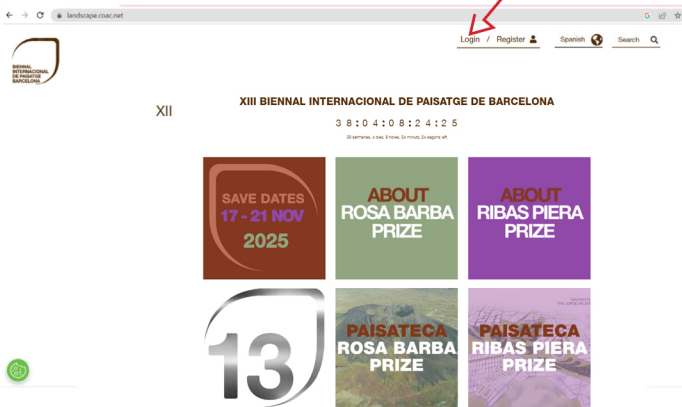 landscape.coac.net
Login / Register
Spanish
Search
BIENNAL
INTERNACIONAL
DE PAISATGE
BARCELONA
XII
XIII BIENNAL INTERNACIONAL DE PAISATGE DE BARCELONA
38:04:08:24:25
SAVE DATES
17 - 21 NOV
2025
ABOUT
ROSA BARBA
PRIZE
ABOUT
RIBAS PIERA
PRIZE
13
PAISATECA
ROSA BARBA
PRIZE
PAISATECA
RIBAS PIERA
PRIZE